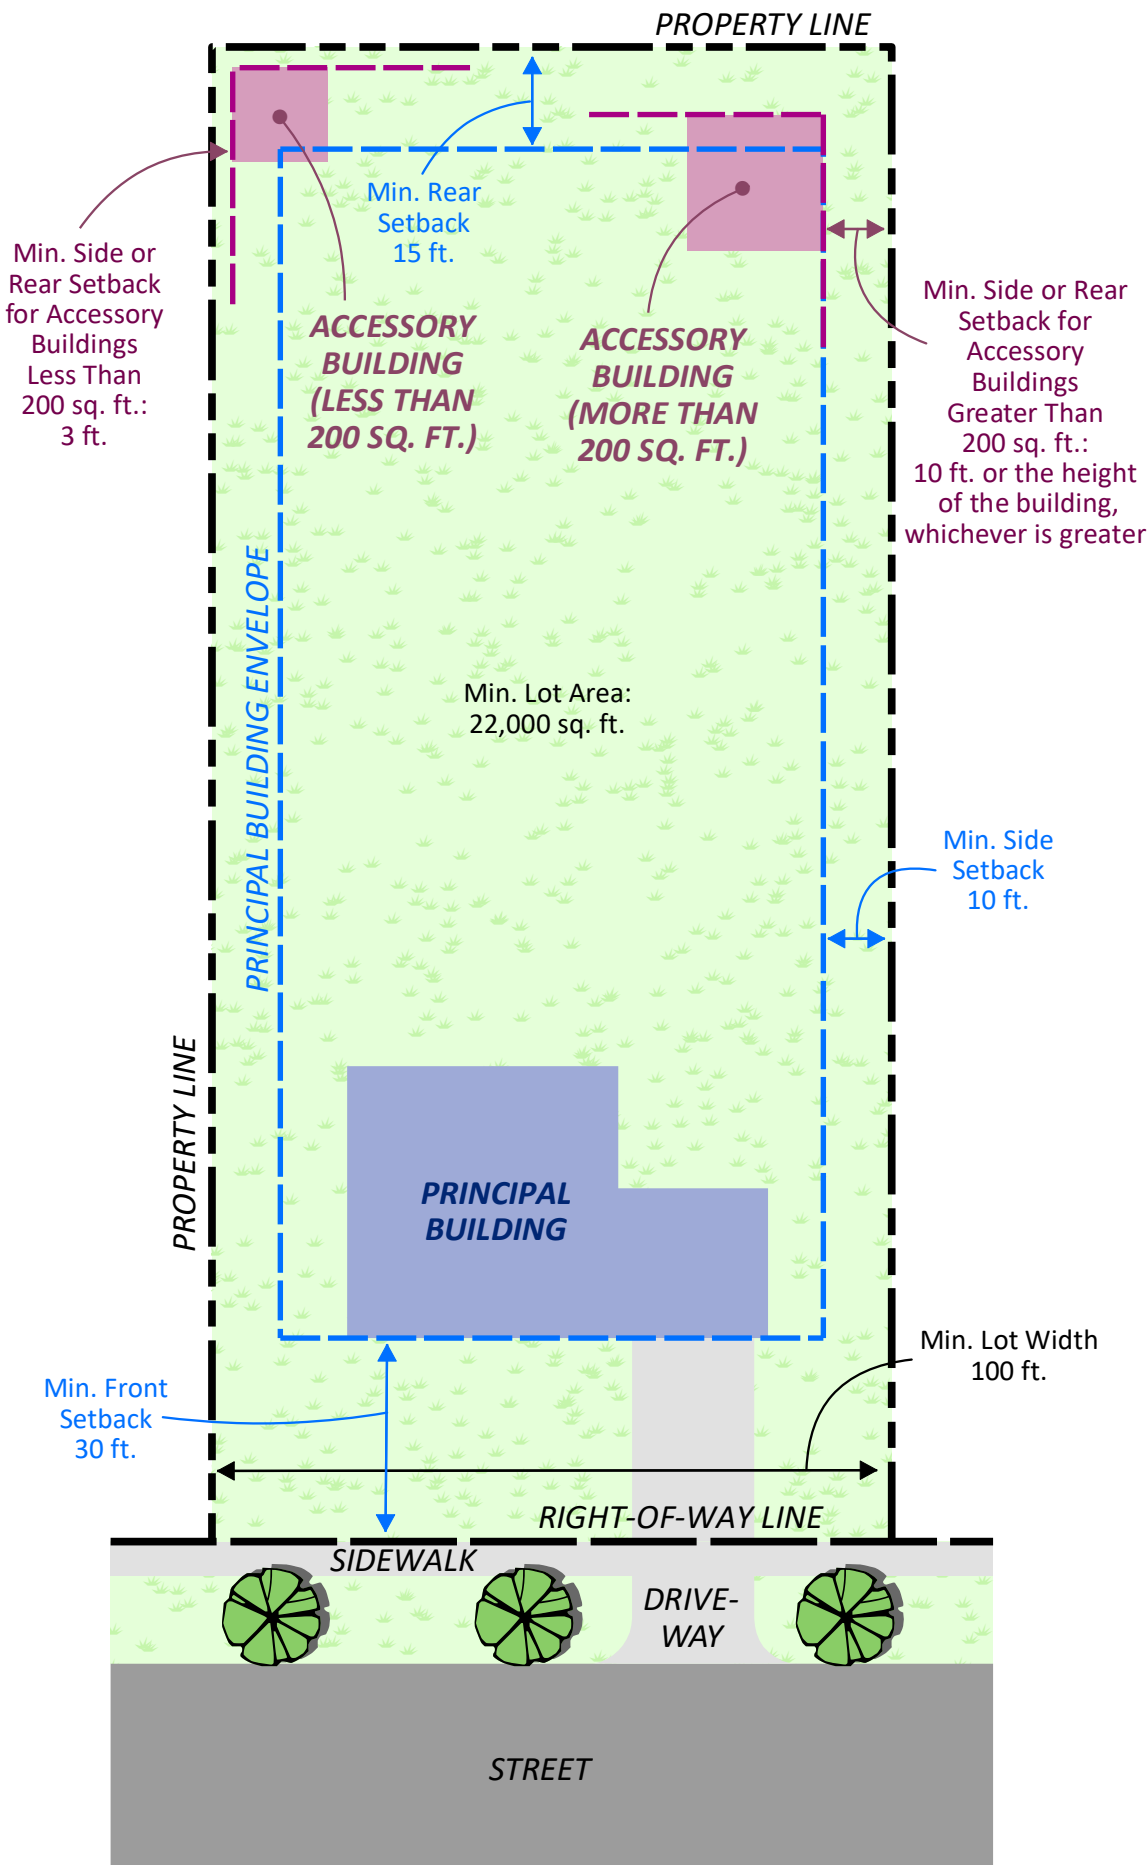 PROPERTY LINE
Min. Rear
Setback
15 ft.
Min. Side or
Rear Setback
for Accessory
Buildings
Less Than
200 sq. ft.:
3 ft.
ACCESSORY
BUILDING
(LESS THAN
200 SQ. FT.)
ACCESSORY
BUILDING
(MORE THAN
200 SQ. FT.)
Min. Side or Rear
Setback for
Accessory
Buildings
Greater Than
200 sq. ft.:
10 ft. or the height
of the building,
whichever is greater
PRINCIPAL BUILDING ENVELOPE
Min. Lot Area:
22,000 sq. ft.
Min. Side
Setback
10 ft.
PROPERTY LINE
PRINCIPAL
BUILDING
Min. Lot Width
100 ft.
Min. Front
Setback
30 ft.
RIGHT-OF-WAY LINE
SIDEWALK
DRIVE-
WAY
STREET